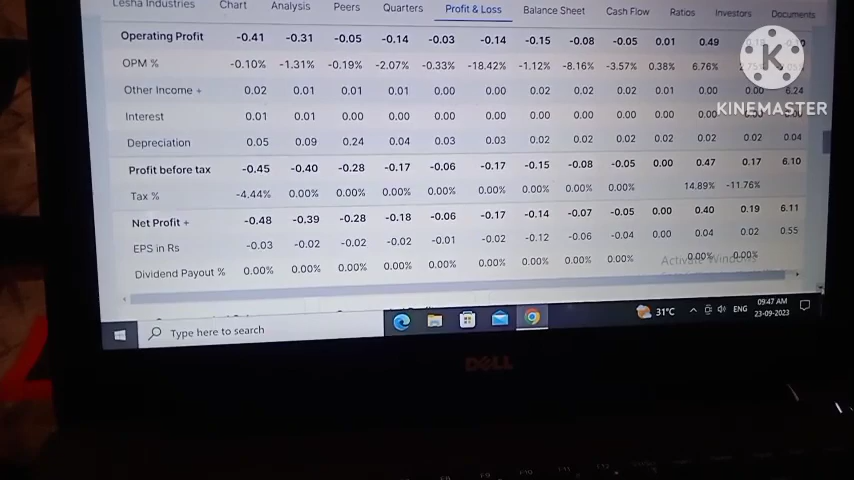 Lesha Industries Chart Analysis Peers Quarters Profit & Loss Balance Sheet Cash Flow Ratios Investors Documents
Operating Profit -0.41 -0.31 -0.05 -0.14 -0.03 -0.14 -0.15 -0.08 -0.05 0.01 0.49
OPM % -0.10% -1.31% -0.19% -2.07% -0.33% -18.42% -1.12% -8.16% -3.57% 0.38% 6.76%
Other Income + 0.02 0.01 0.01 0.01 0.00 0.00 0.02 0.02 0.02 0.01 0.00 0.00 6.24
KINEMASTER
Interest 0.01 0.01 0.00 0.00 0.00 0.00 0.00 0.00 0.00 0.00 0.00
Depreciation 0.05 0.09 0.24 0.04 0.03 0.03 0.02 0.02 0.02 0.02 0.02 0.02 0.04
Profit before tax -0.45 -0.40 -0.28 -0.17 -0.06 -0.17 -0.15 -0.08 -0.05 0.00 0.47 0.17 6.10
Tax % -4.44% 0.00% 0.00% 0.00% 0.00% 0.00% 0.00% 0.00% 0.00% 14.89% -11.76%
Net Profit + -0.48 -0.39 -0.28 -0.18 -0.06 -0.17 -0.14 -0.07 -0.05 0.00 0.40 0.19 6.11
EPS in Rs -0.03 -0.02 -0.02 -0.02 -0.01 -0.02 -0.12 -0.06 -0.04 0.00 0.04 0.02 0.55
Dividend Payout % 0.00% 0.00% 0.00% 0.00% 0.00% 0.00% 0.00% 0.00% 0.00% 0.00% 0.00%
Activate Windows
Type here to search 31°C ENG 09:47 AM
23-09-2023
DELL